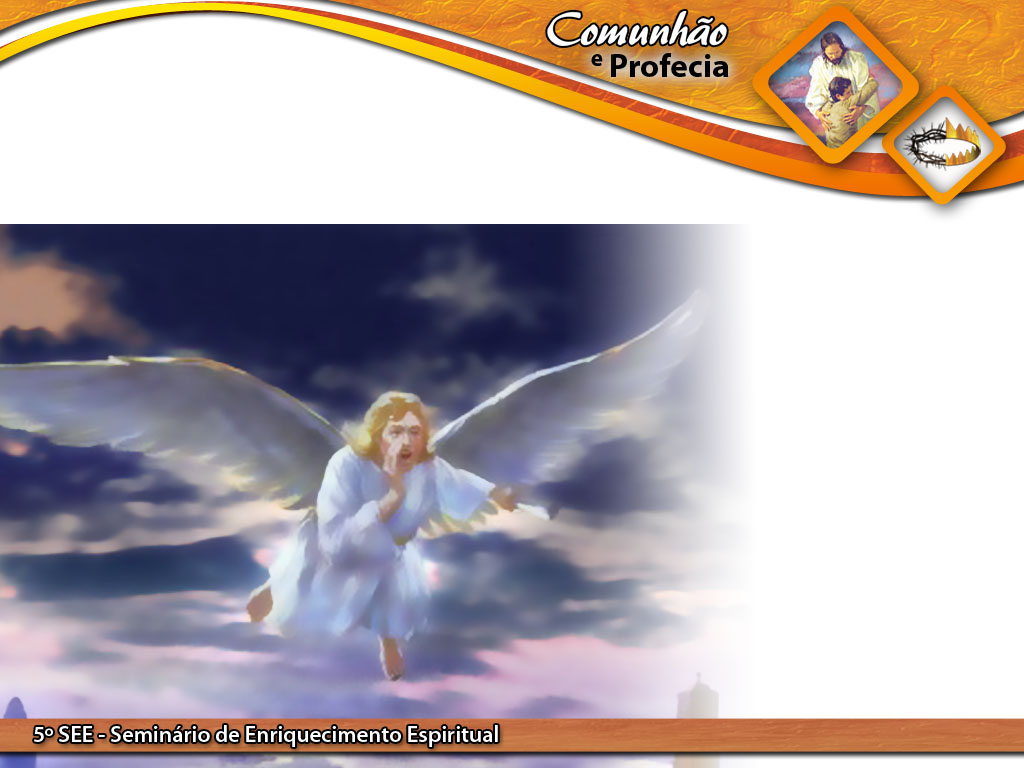 Comunhão
e Profecia
5º SEE - Seminário de Enriquecimento Espiritual